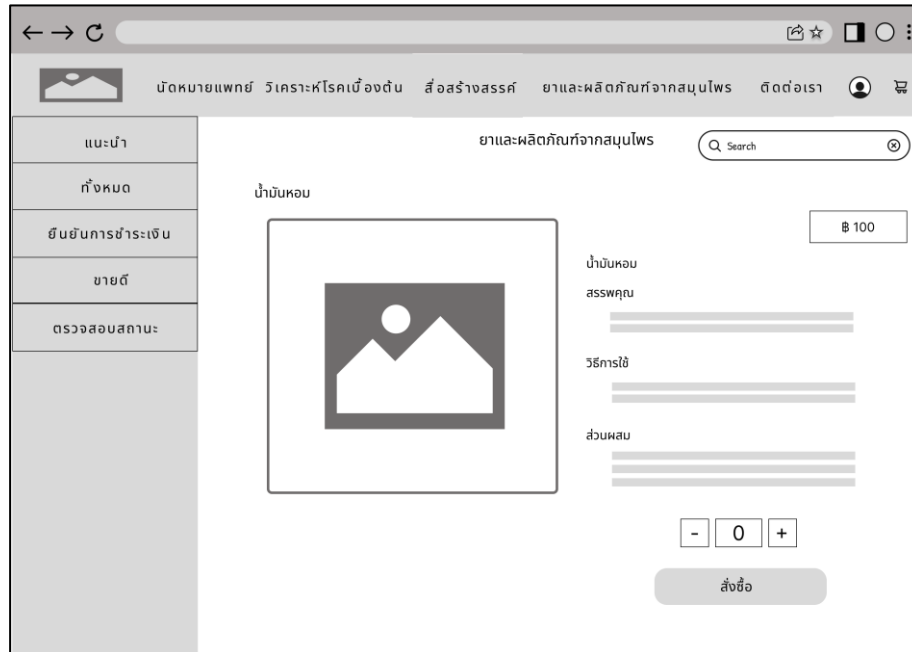 นัดหมายแพทย์ วิเคราะห์โรคเบื้องต้น สื่อสร้างสรรค์ ยาและผลิตภัณฑ์จากสมุนไพร ติดต่อเรา
แนะนำ
ทั้งหมด
ยืนยันการชำระเงิน
ขายดี
ตรวจสอบสถานะ
ยาและผลิตภัณฑ์จากสมุนไพร
Search
น้ำมันหอม
฿ 100
น้ำมันหอม
สรรพคุณ
วิธีการใช้
ส่วนผสม
- 0 +
สั่งซื้อ